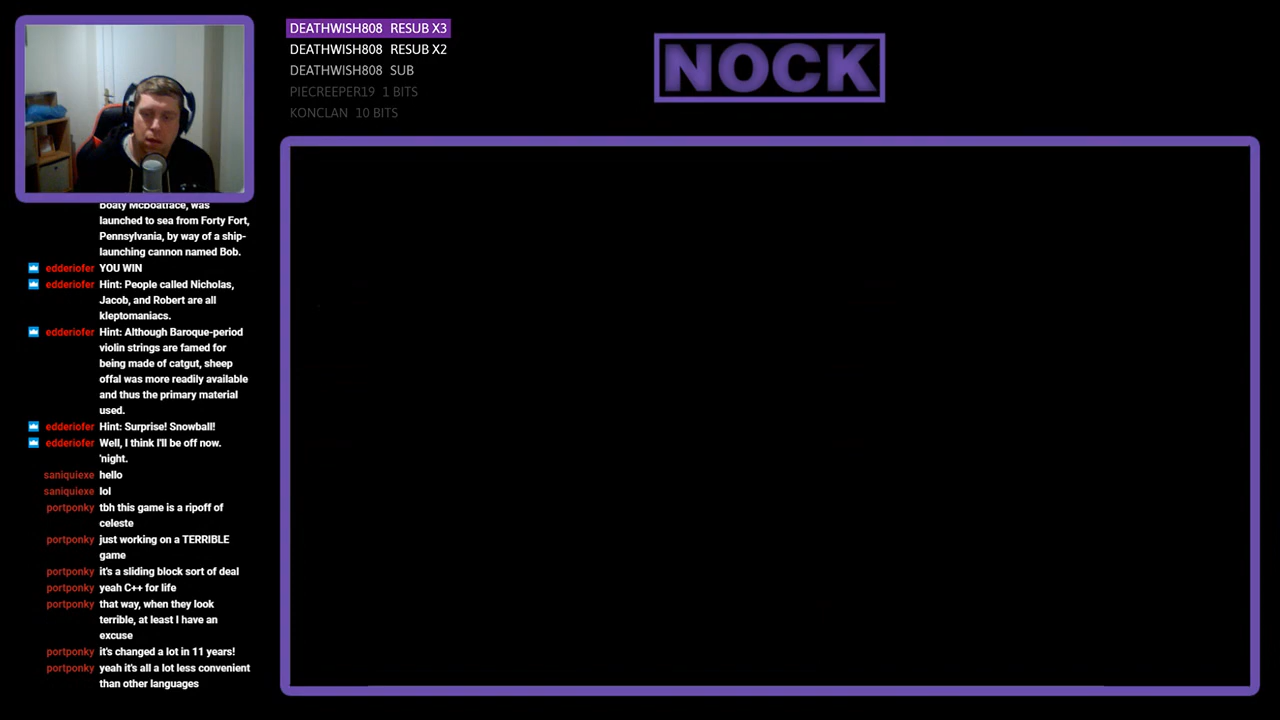 DEATHWISH808 RESUB X3
DEATHWISH808 RESUB X2
DEATHWISH808 SUB
PIECREEPER19 1 BITS
KONCLAN 10 BITS
NOCK
Boaty McBoatface, was
launched to sea from Forty Fort,
Pennsylvania, by way of a ship-
launching cannon named Bob.
edderiofer YOU WIN
edderiofer Hint: People called Nicholas,
Jacob, and Robert are all
kleptomaniacs.
edderiofer Hint: Although Baroque-period
violin strings are famed for
being made of catgut, sheep
offal was more readily available
and thus the primary material
used.
edderiofer Hint: Surprise! Snowball!
edderiofer Well, I think I'll be off now.
'night.
saniquiexe hello
saniquiexe lol
portponky tbh this game is a ripoff of
celeste
portponky just working on a TERRIBLE
game
portponky it's a sliding block sort of deal
portponky yeah C++ for life
portponky that way, when they look
terrible, at least I have an
excuse
portponky it's changed a lot in 11 years!
portponky yeah it's all a lot less convenient
than other languages